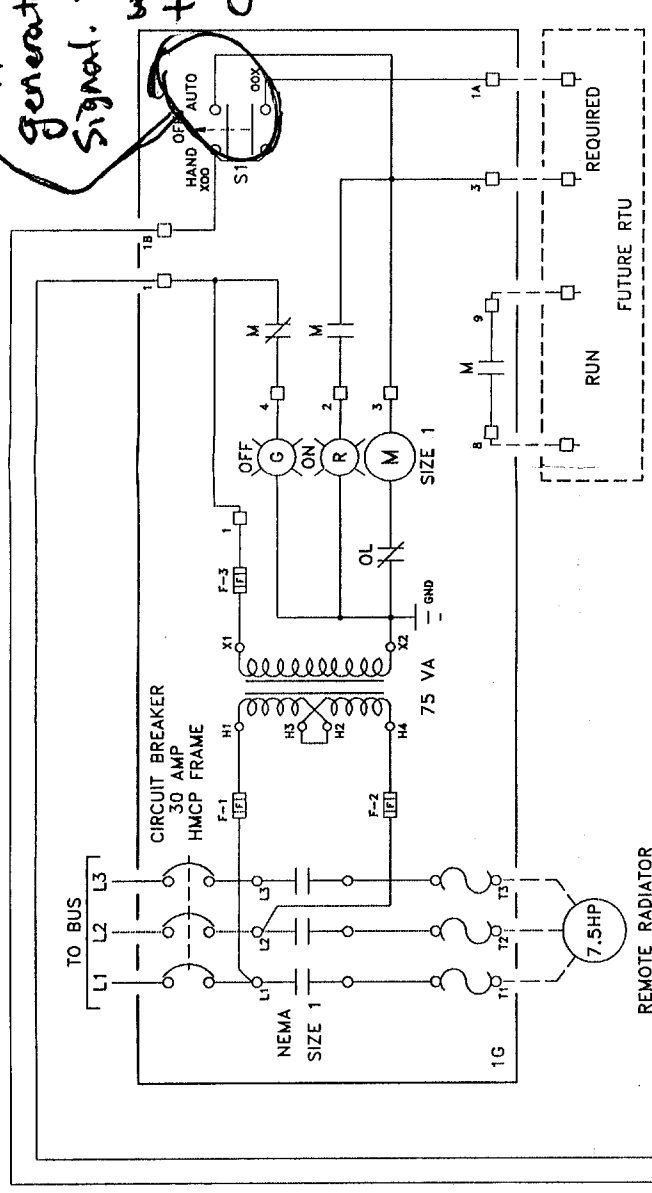 generat
Signal.
TO BUS
L1 L2 L3
CIRCUIT BREAKER
30 AMP
HMCP FRAME
L1 L2 L3
NEMA
SIZE 1
T1 T2 T3
1G
7.5HP
REMOTE RADIATOR
F-1
F
F-2
F
H1
H3
H2
H4
X1
X2
75 VA
F-3
F
1
GND
OL
OFF
G
ON
R
M
SIZE 1
4
2
3
M
M
1
1B
HAND
OFF
AUTO
X00
00X
S1
1A
3
M
8
9
RUN
REQUIRED
FUTURE RTU